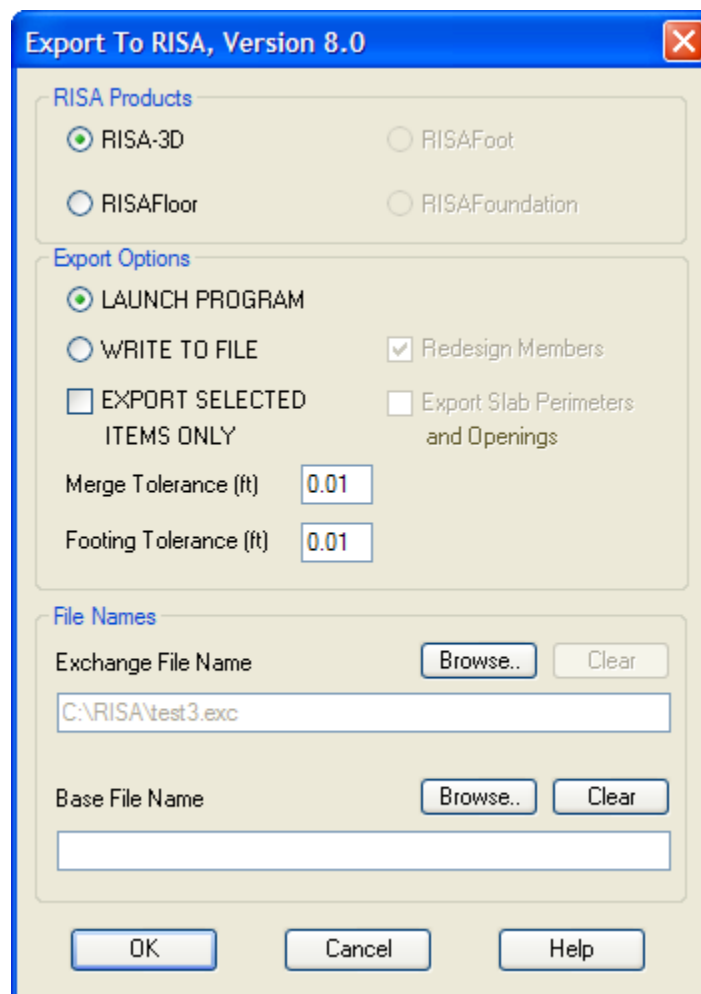 Export To RISA, Version 8.0
RISA Products
RISA-3D
RISAFoot
RISAFloor
RISAFoundation
Export Options
LAUNCH PROGRAM
WRITE TO FILE
Redesign Members
EXPORT SELECTED
ITEMS ONLY
Export Slab Perimeters
and Openings
Merge Tolerance (ft)
0.01
Footing Tolerance (ft)
0.01
File Names
Exchange File Name
Browse..
Clear
C:\RISA\test3.exc
Base File Name
Browse..
Clear
OK
Cancel
Help